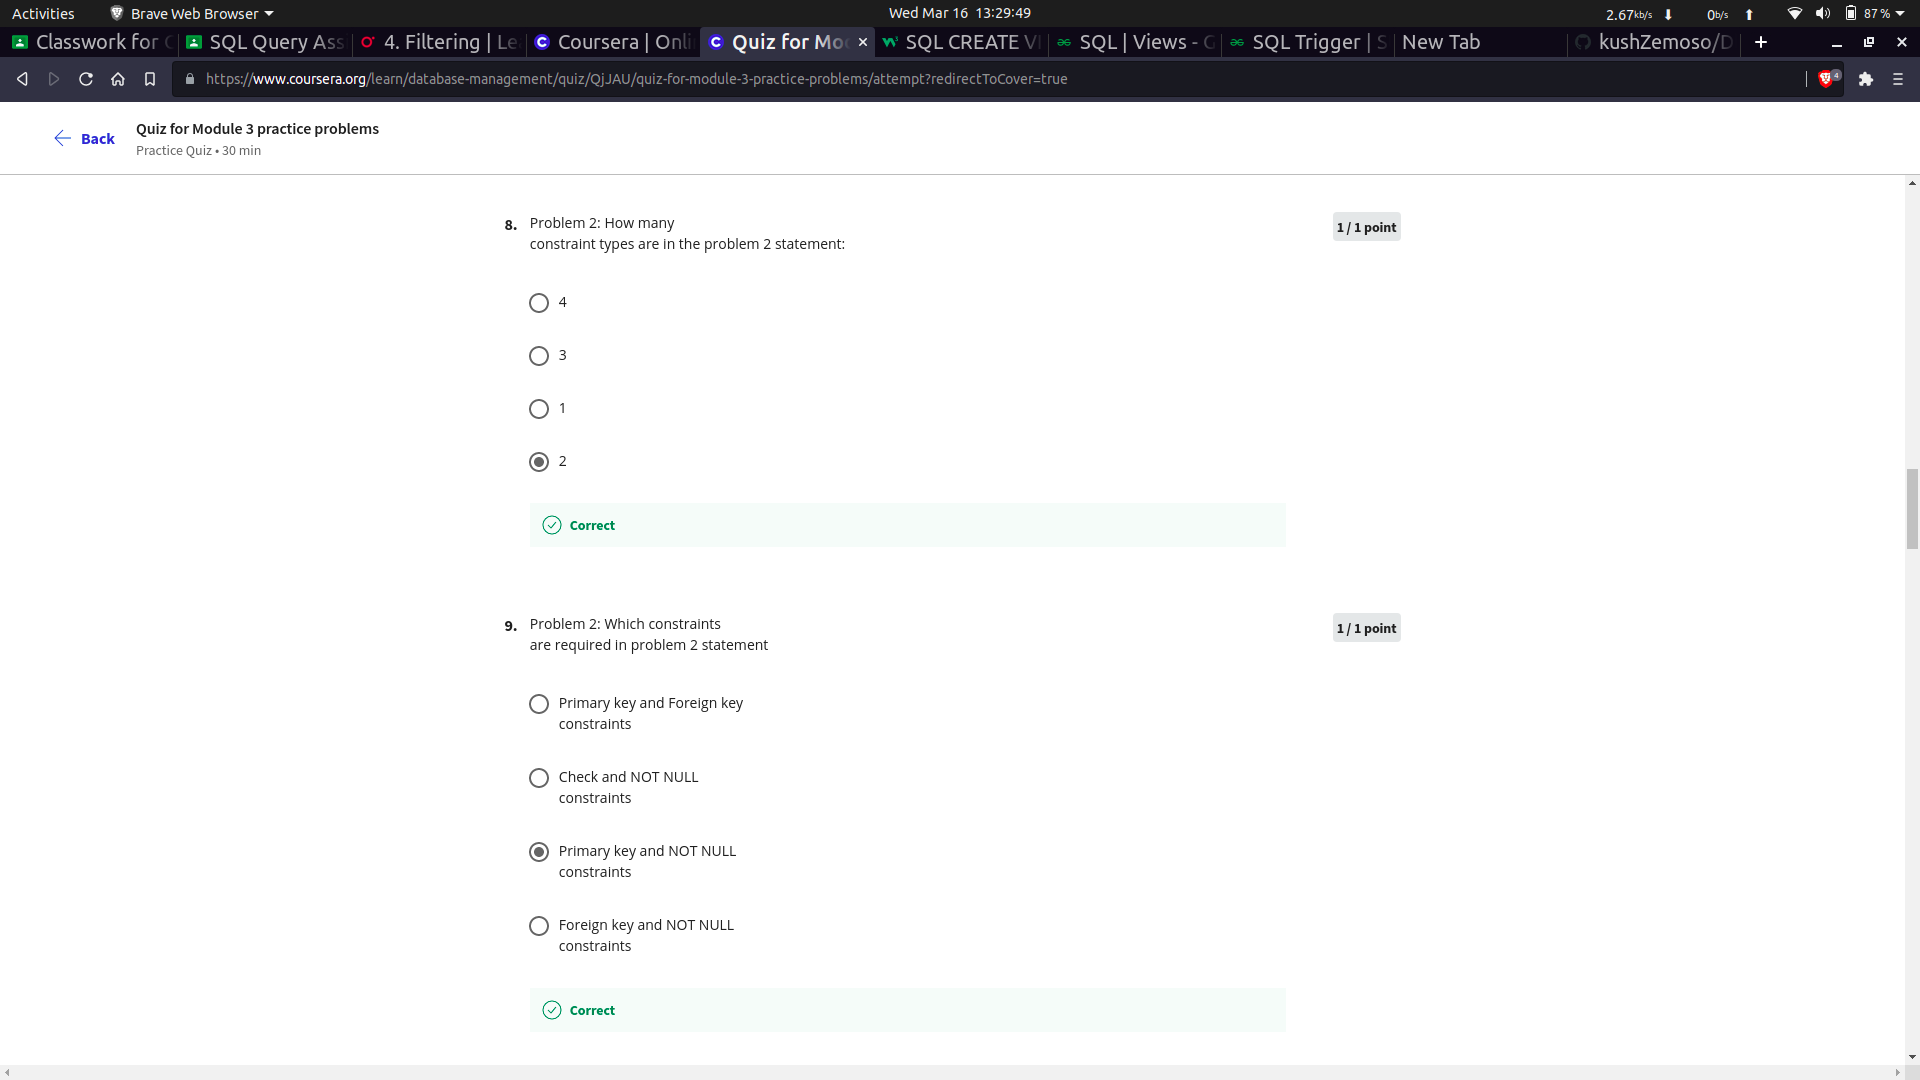 Activities
Brave Web Browser
Wed Mar 16 13:29:49
2.67kb/s
0b/s
87 %
Classwork for
SQL Query Ass
4. Filtering | Le
Coursera | Onli
Quiz for Mo
SQL CREATE VI
SQL | Views - G
SQL Trigger | S
New Tab
kushZemoso/D
https://www.coursera.org/learn/database-management/quiz/QjJAU/quiz-for-module-3-practice-problems/attempt?redirectToCover=true
4
Back
Quiz for Module 3 practice problems
Practice Quiz • 30 min
8.
Problem 2: How many
constraint types are in the problem 2 statement:
1 / 1 point
4
3
1
2
Correct
9.
Problem 2: Which constraints
are required in problem 2 statement
1 / 1 point
Primary key and Foreign key
constraints
Check and NOT NULL
constraints
Primary key and NOT NULL
constraints
Foreign key and NOT NULL
constraints
Correct